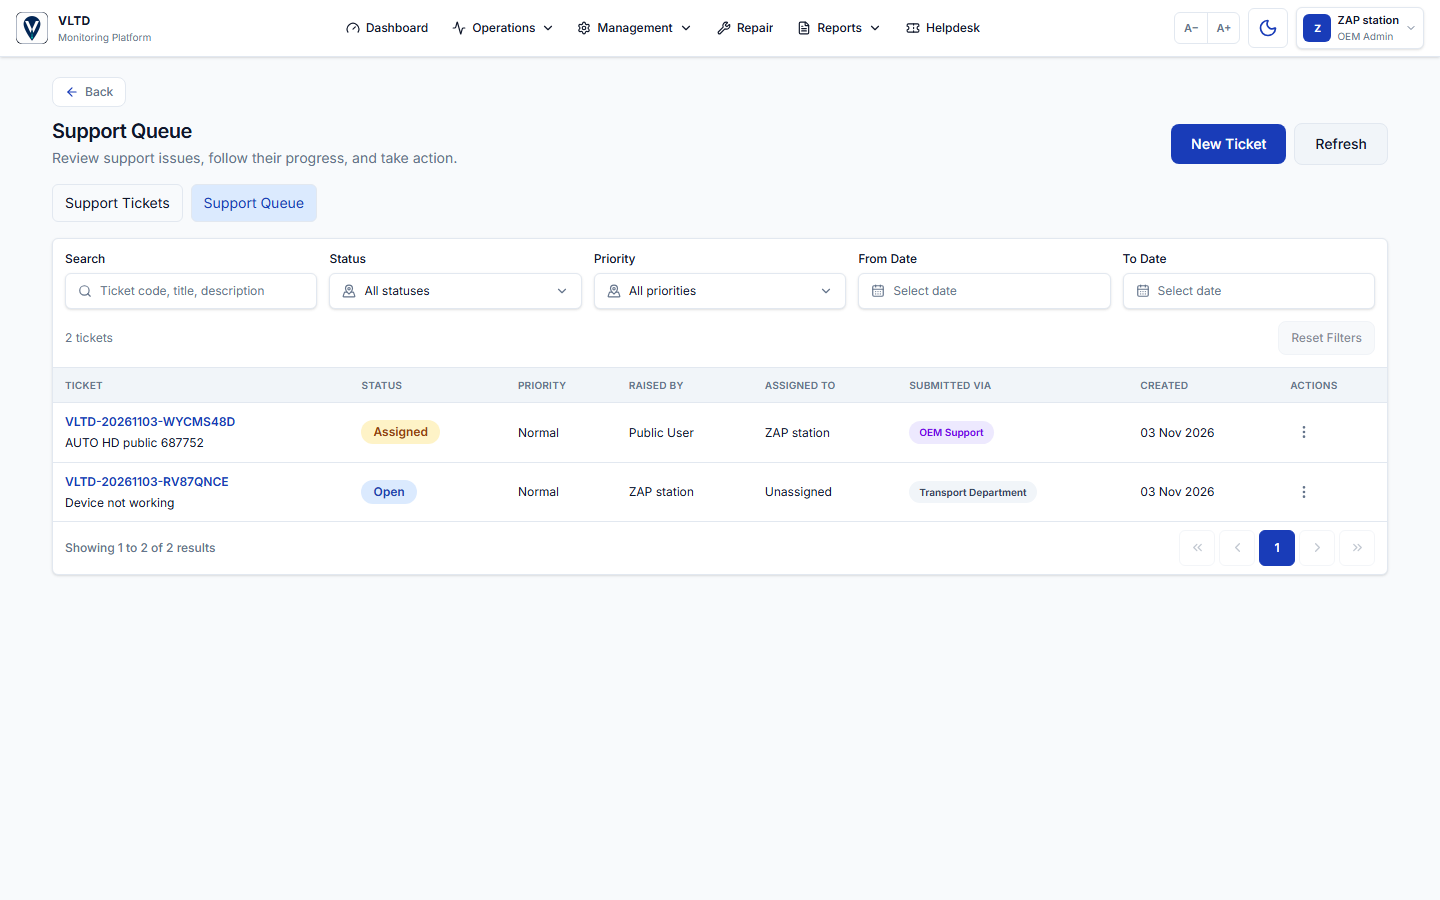 VLTD
Monitoring Platform
Dashboard
Operations
Management
Repair
Reports
Helpdesk
A−
A+
Z
ZAP station
OEM Admin
Back
Support Queue
Review support issues, follow their progress, and take action.
New Ticket
Refresh
Support Tickets
Support Queue
Search
Status
Priority
From Date
To Date
Ticket code, title, description
All statuses
All priorities
Select date
Select date
2 tickets
Reset Filters
TICKET STATUS PRIORITY RAISED BY ASSIGNED TO SUBMITTED VIA CREATED ACTIONS
VLTD-20261103-WYCMS48D
AUTO HD public 687752
Assigned
Normal
Public User
ZAP station
OEM Support
03 Nov 2026
VLTD-20261103-RV87QNCE
Device not working
Open
Normal
ZAP station
Unassigned
Transport Department
03 Nov 2026
Showing 1 to 2 of 2 results
1